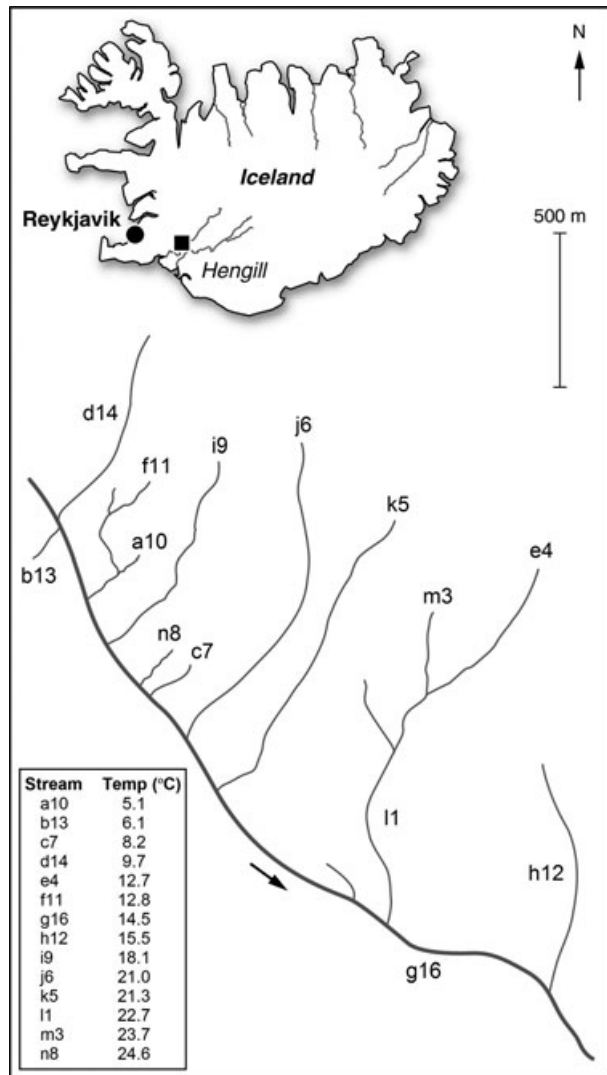 N
Iceland
Reykjavik
500 m
Hengill
d14
j6
i9
f11
k5
a10
e4
b13
m3
n8
c7
Stream Temp (°C)
a10 5.1
b13 6.1
c7 8.2
d14 9.7
e4 12.7
f11 12.8
g16 14.5
h12 15.5
i9 18.1
j6 21.0
k5 21.3
l1 22.7
m3 23.7
n8 24.6
l1
h12
g16